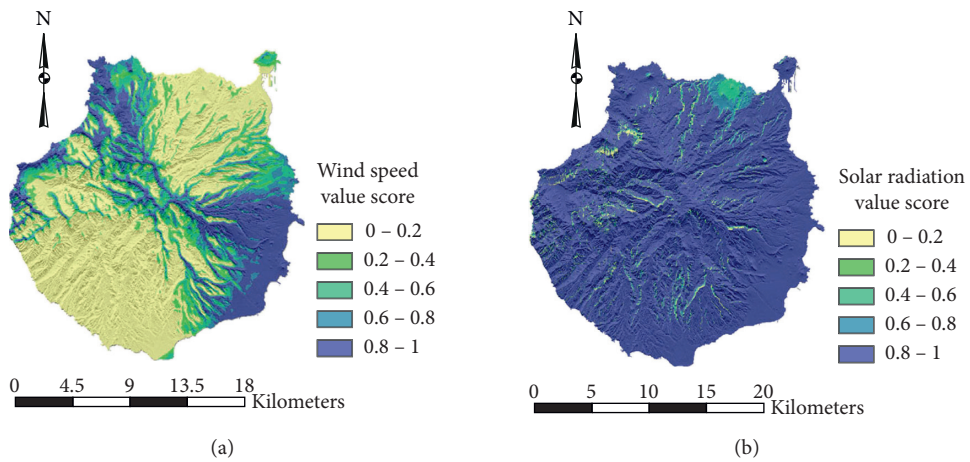 N
Wind speed
value score
0 – 0.2
0.2 – 0.4
0.4 – 0.6
0.6 – 0.8
0.8 – 1
0 4.5 9 13.5 18
Kilometers
(a)
N
Solar radiation
value score
0 – 0.2
0.2 – 0.4
0.4 – 0.6
0.6 – 0.8
0.8 – 1
0 5 10 15 20
Kilometers
(b)